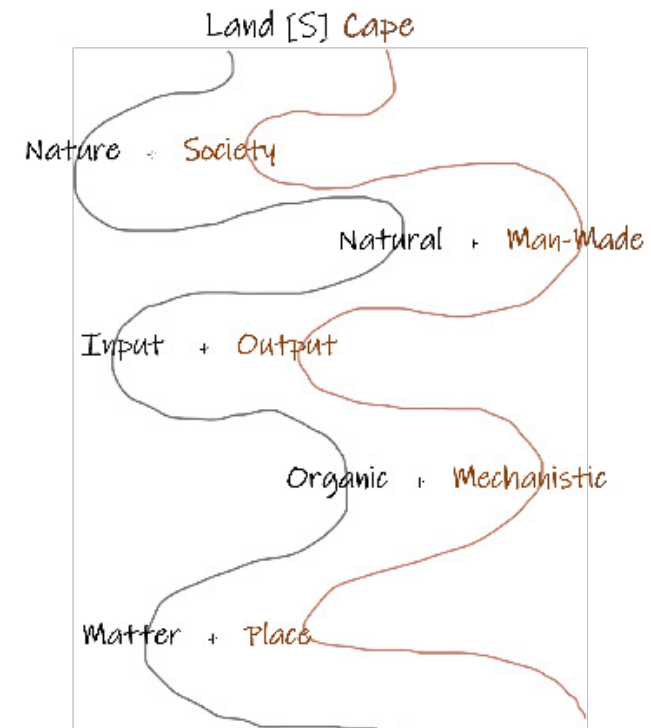 Land [S] Cape
Nature + Society
Natural + Man-Made
Input + Output
Organic + Mechanistic
Matter + Place